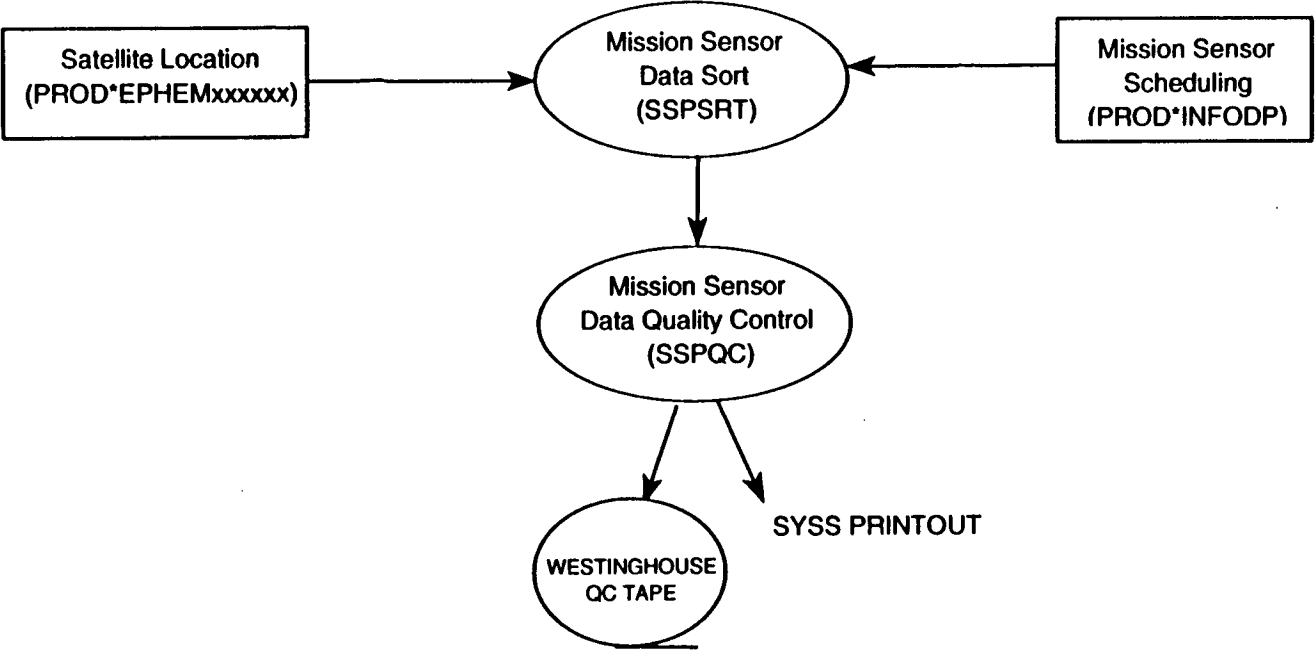 Satellite Location
(PROD*EPHEMxxxxxx)
Mission Sensor
Data Sort
(SSPSRT)
Mission Sensor
Scheduling
(PROD*INFODP)
Mission Sensor
Data Quality Control
(SSPQC)
WESTINGHOUSE
QC TAPE
SYSS PRINTOUT